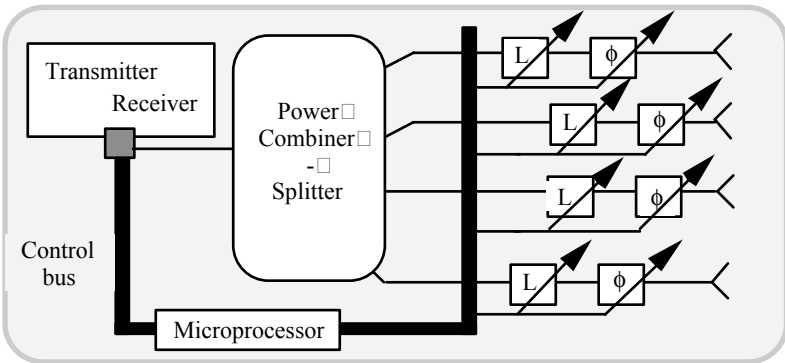 Transmitter
Receiver
Power□
Combiner□
-□
Splitter
L
ϕ
L
ϕ
L
ϕ
L
ϕ
Control
bus
Microprocessor